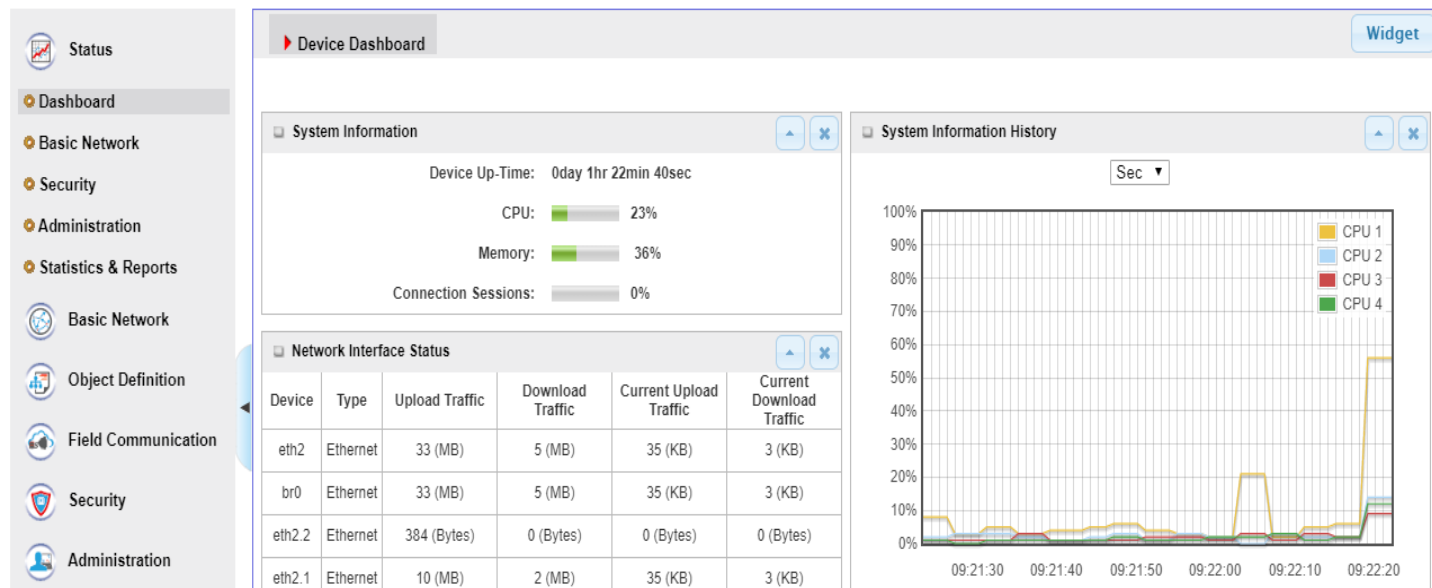 Status
Dashboard
Basic Network
Security
Administration
Statistics & Reports
Basic Network
Object Definition
Field Communication
Security
Administration
Device Dashboard
Widget
System Information
Device Up-Time: 0day 1hr 22min 40sec
CPU: 23%
Memory: 36%
Connection Sessions: 0%
Network Interface Status
Device Type Upload Traffic Download Traffic Current Upload Traffic Current Download Traffic
eth2 Ethernet 33 (MB) 5 (MB) 35 (KB) 3 (KB)
br0 Ethernet 33 (MB) 5 (MB) 35 (KB) 3 (KB)
eth2.2 Ethernet 384 (Bytes) 0 (Bytes) 0 (Bytes) 0 (Bytes)
eth2.1 Ethernet 10 (MB) 2 (MB) 35 (KB) 3 (KB)
System Information History
Sec
100%
90%
80%
70%
60%
50%
40%
30%
20%
10%
0%
CPU 1
CPU 2
CPU 3
CPU 4
09:21:30 09:21:40 09:21:50 09:22:00 09:22:10 09:22:20